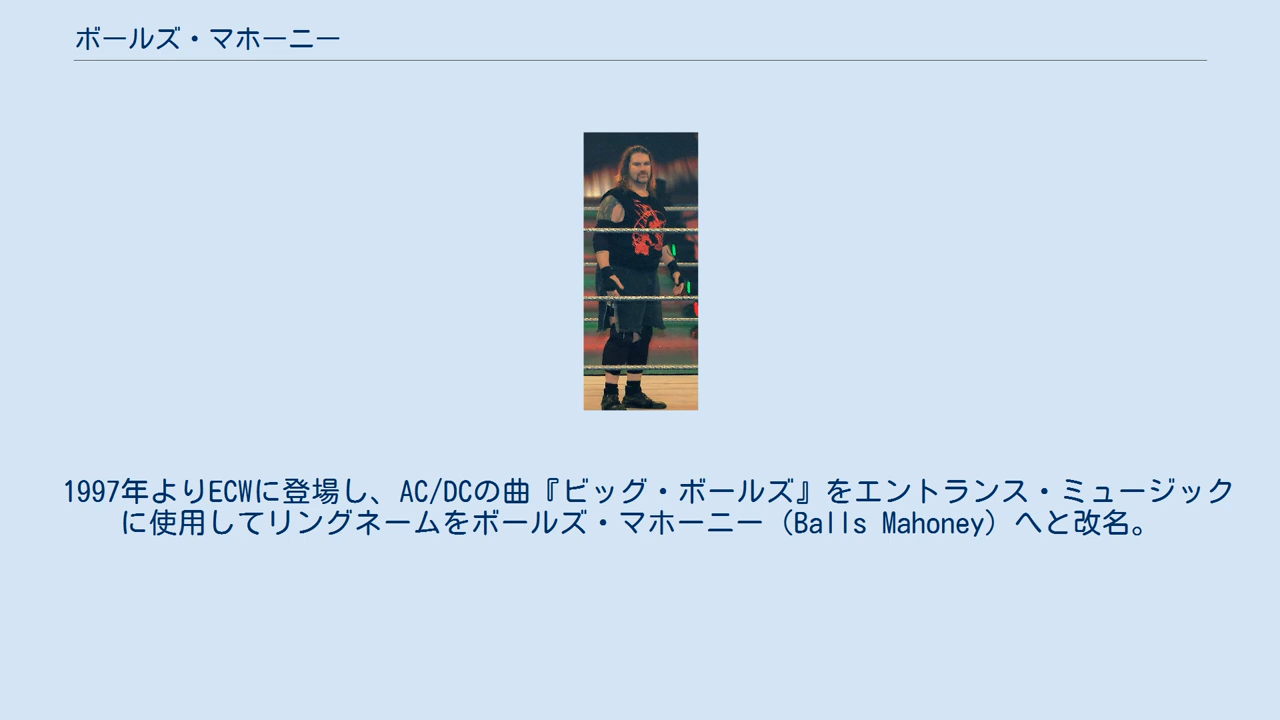 ボールズ・マホーニー
1997年よりECWに登場し、AC/DCの曲『ビッグ・ボールズ』をエントランス・ミュージック
に使用してリングネームをボールズ・マホーニー（Balls Mahoney）へと改名。